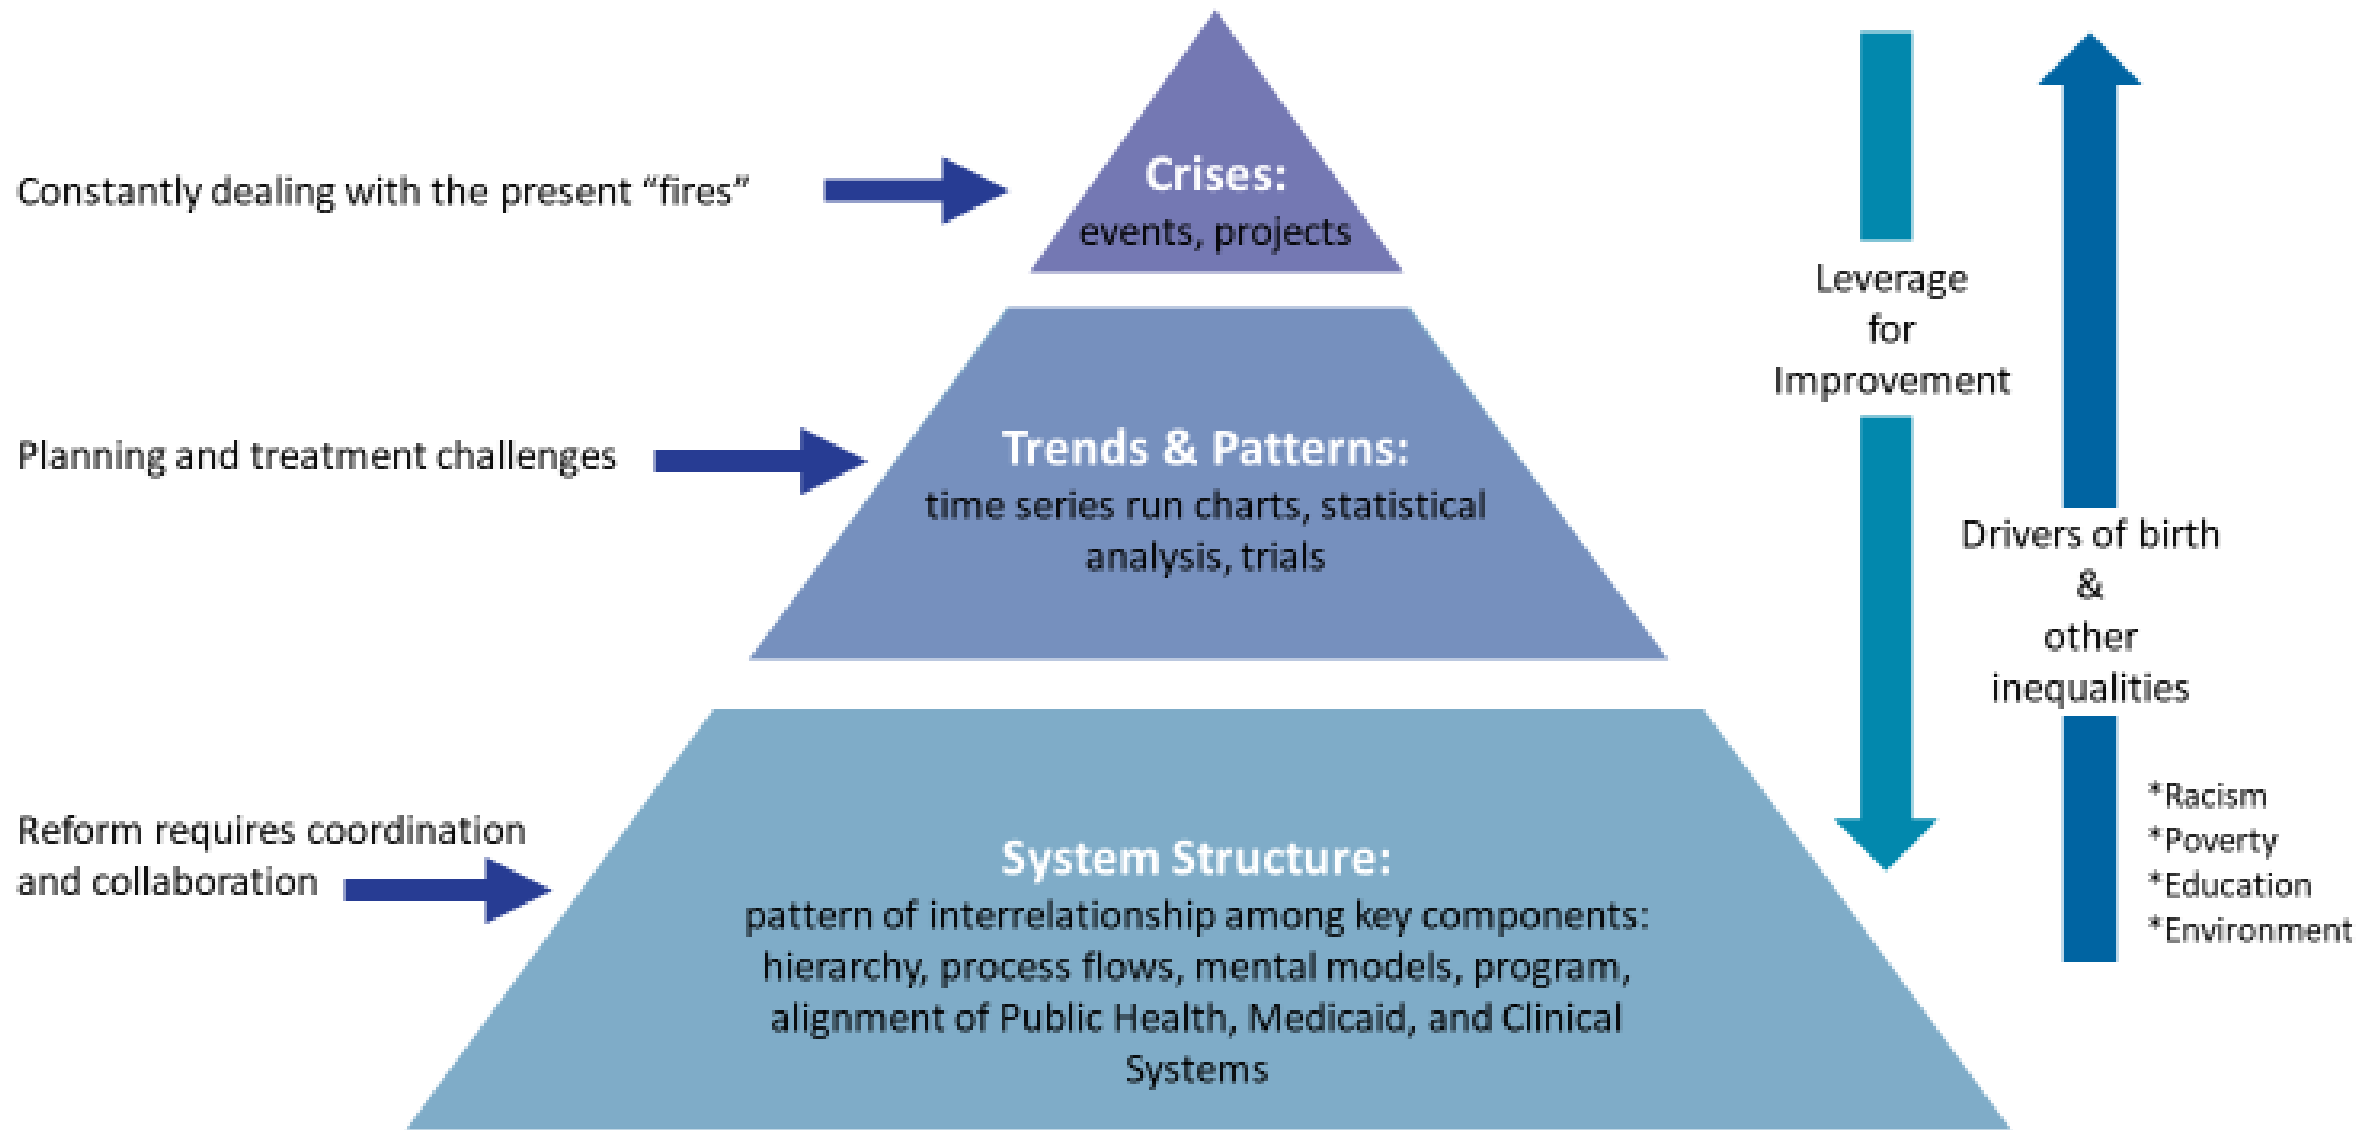 Constantly dealing with the present “fires”
Crises:
events, projects
Planning and treatment challenges
Trends & Patterns:
time series run charts, statistical
analysis, trials
Reform requires coordination
and collaboration
System Structure:
pattern of interrelationship among key components:
hierarchy, process flows, mental models, program,
alignment of Public Health, Medicaid, and Clinical
Systems
Leverage
for
Improvement
Drivers of birth
&
other
inequalities
*Racism
*Poverty
*Education
*Environment